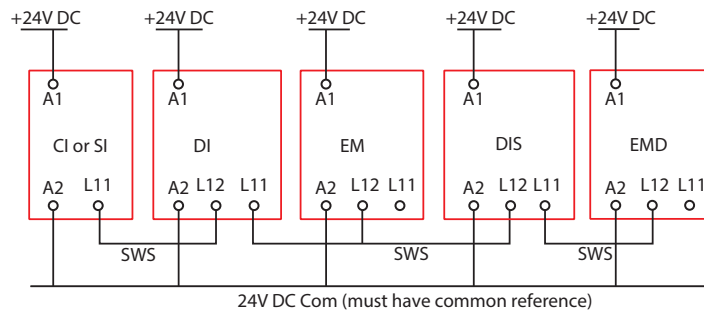 +24V DC +24V DC +24V DC +24V DC +24V DC
A1 A1 A1 A1 A1
CI or SI DI EM DIS EMD
A2 L11 A2 L12 L11 A2 L12 L11 A2 L12 L11 A2 L12 L11
SWS SWS SWS
24V DC Com (must have common reference)